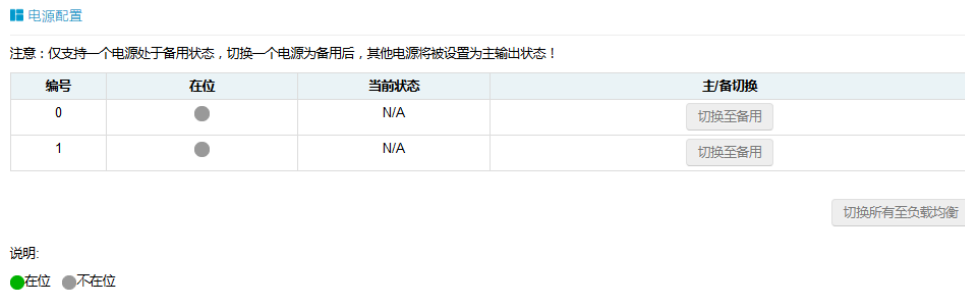 电源配置
注意：仅支持一个电源处于备用状态，切换一个电源为备用后，其他电源将被设置为主输出状态！
编号 在位 当前状态 主/备切换
0 N/A 切换至备用
1 N/A 切换至备用
切换所有至负载均衡
说明:
在位 不在位